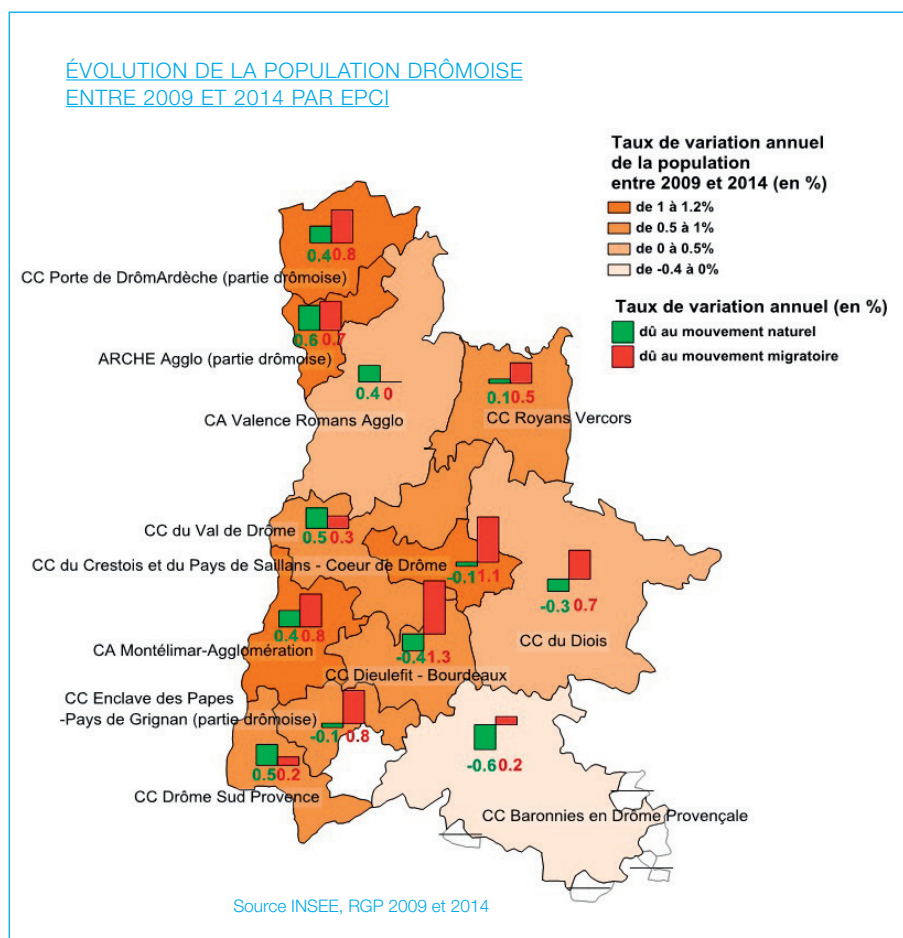 ÉVOLUTION DE LA POPULATION DRÔMOISE
ENTRE 2009 ET 2014 PAR EPCI
Taux de variation annuel
de la population
entre 2009 et 2014 (en %)
de 1 à 1.2%
de 0.5 à 1%
de 0 à 0.5%
de -0.4 à 0%
Taux de variation annuel (en %)
dû au mouvement naturel
dû au mouvement migratoire
0.4 0.8
CC Porte de DrômArdèche (partie drômoise)
0.6 0.7
ARCHE Agglo (partie drômoise)
0.4 0
CA Valence Romans Agglo
0.1 0.5
CC Royans Vercors
CC du Val de Drôme
0.5 0.3
CC du Crestois et du Pays de Saillans - Coeur de Drôme
-0.1 1.1
-0.3 0.7
CC du Diois
0.4 0.8
CA Montélimar-Agglomération
-0.4 1.3
CC Dieulefit - Bourdeaux
CC Enclave des Papes
-Pays de Grignan (partie drômoise)
-0.1 0.8
0.5 0.2
CC Drôme Sud Provence
-0.6 0.2
CC Baronnies en Drôme Provençale
Source INSEE, RGP 2009 et 2014